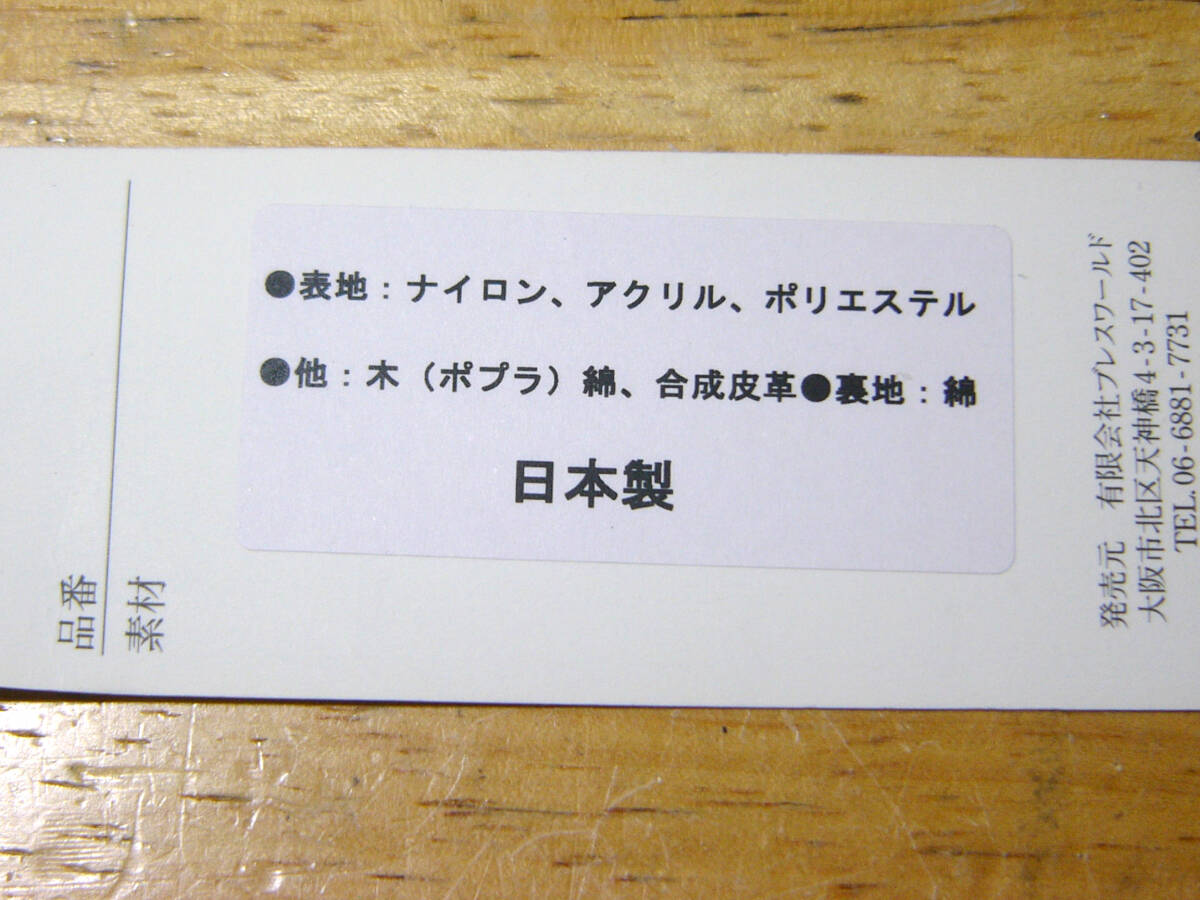 品番
素材
●表地：ナイロン、アクリル、ポリエステル
●他：木（ポプラ）綿、合成皮革●裏地：綿
日本製
発売元　有限会社プレスワールド
大阪市北区天神橋4-3-17-402
TEL.06-6881-7731